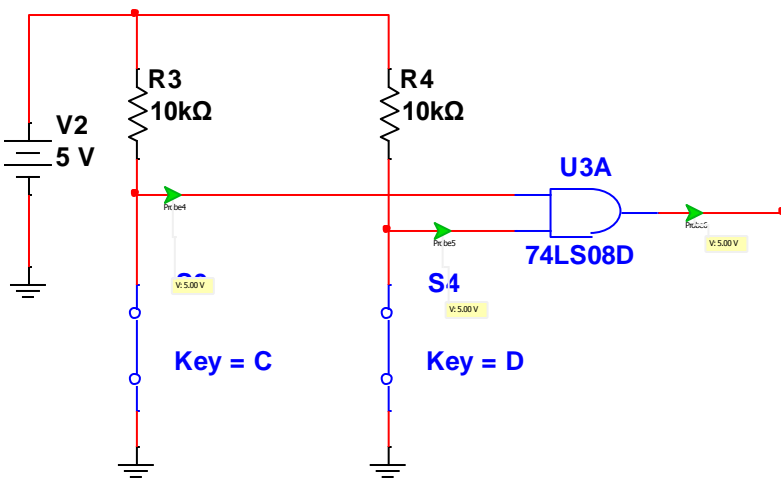 R3
10kΩ
R4
10kΩ
V2
5 V
U3A
Probe4
Probe5
Probe6
V: 5.00 V
74LS08D
V: 5.00 V
S4
V: 5.00 V
Key = C
Key = D